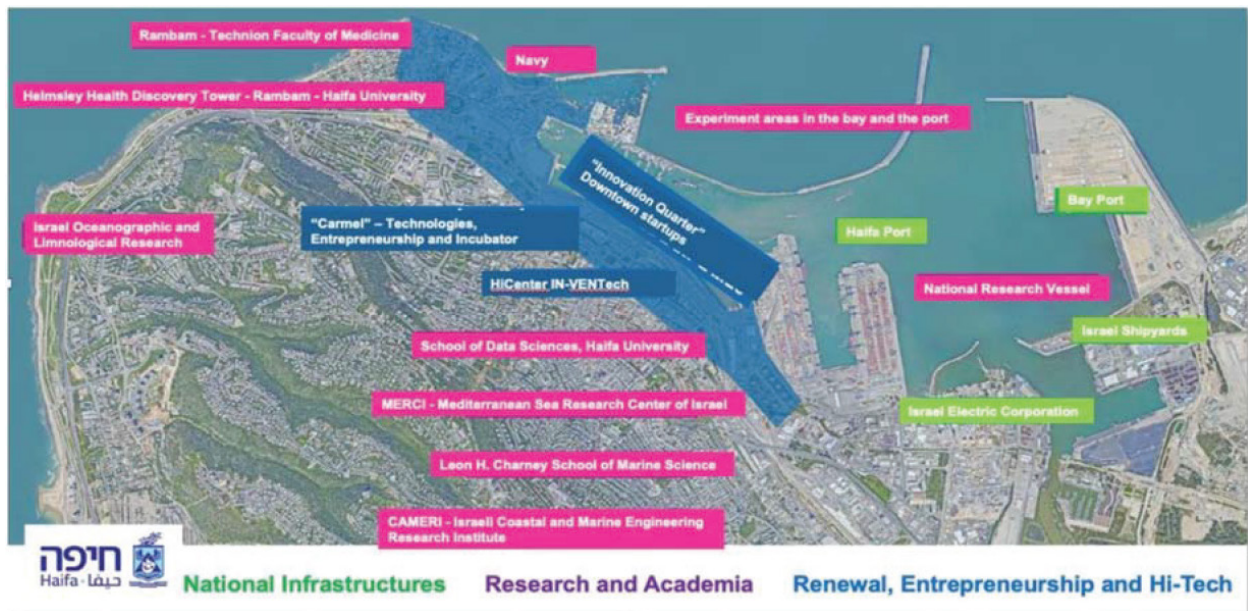 Rambam - Technion Faculty of Medicine
Navy
Helmsley Health Discovery Tower - Rambam - Haifa University
Experiment areas in the bay and the port
"Innovation Quarter"
Downtown startups
Bay Port
Israel Oceanographic and
Limnological Research
"Carmel" – Technologies,
Entrepreneurship and Incubator
Haifa Port
HiCenter IN-VENTech
National Research Vessel
Israel Shipyards
School of Data Sciences, Haifa University
MERCI - Mediterranean Sea Research Center of Israel
Israel Electric Corporation
Leon H. Charney School of Marine Science
CAMERI - Israeli Coastal and Marine Engineering
Research Institute
חיפה
Haifa · حيفا
National Infrastructures
Research and Academia
Renewal, Entrepreneurship and Hi-Tech